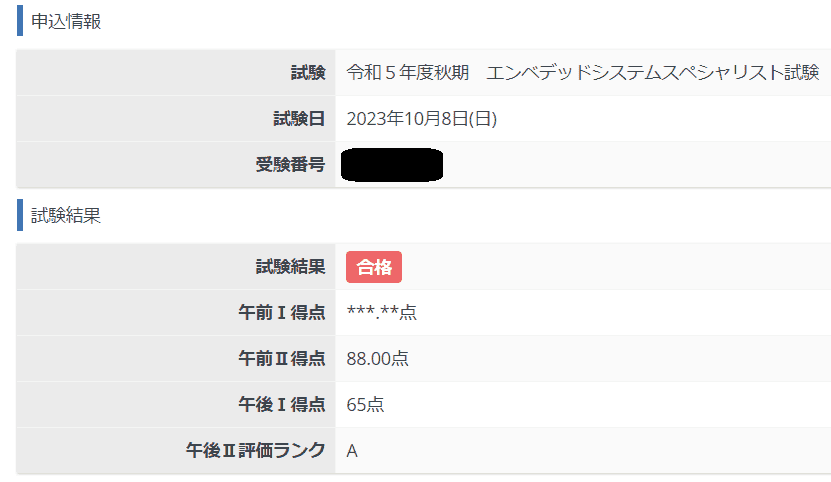 申込情報
試験 令和５年度秋期　エンベデッドシステムスペシャリスト試験
試験日 2023年10月8日(日)
受験番号
試験結果
試験結果 合格
午前Ⅰ得点 ***.**点
午前Ⅱ得点 88.00点
午後Ⅰ得点 65点
午後Ⅱ評価ランク A